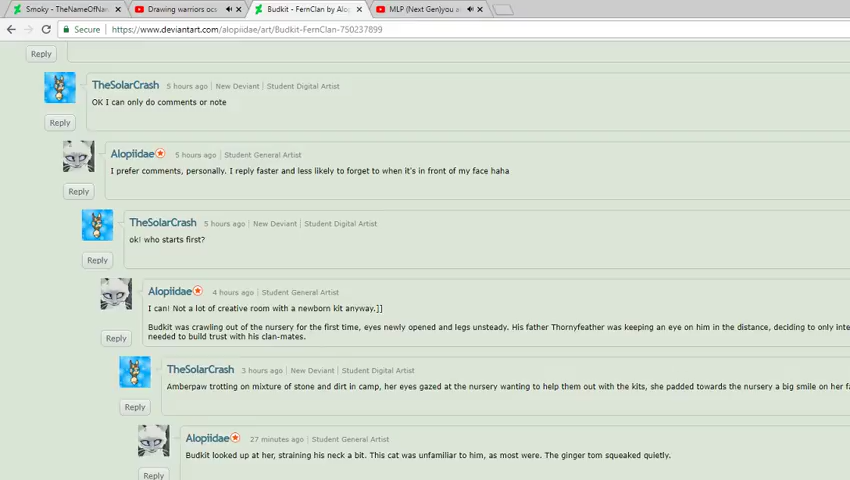 Smoky - TheNameOfNam
Drawing warriors ocs
Budkit - FernClan by Alop
MLP (Next Gen)you a
Secure https://www.deviantart.com/alopiidae/art/Budkit-FernClan-750237899
Reply
TheSolarCrash 5 hours ago | New Deviant | Student Digital Artist
OK I can only do comments or note
Reply
Alopiidae 5 hours ago | Student General Artist
I prefer comments, personally. I reply faster and less likely to forget to when it's in front of my face haha
Reply
TheSolarCrash 5 hours ago | New Deviant | Student Digital Artist
ok! who starts first?
Reply
Alopiidae 4 hours ago | Student General Artist
I can! Not a lot of creative room with a newborn kit anyway.]]
Budkit was crawling out of the nursery for the first time, eyes newly opened and legs unsteady. His father Thornyfeather was keeping an eye on him in the distance, deciding to only inte
needed to build trust with his clan-mates.
Reply
TheSolarCrash 3 hours ago | New Deviant | Student Digital Artist
Amberpaw trotting on mixture of stone and dirt in camp, her eyes gazed at the nursery wanting to help them out with the kits, she padded towards the nursery a big smile on her fa
Reply
Alopiidae 27 minutes ago | Student General Artist
Budkit looked up at her, straining his neck a bit. This cat was unfamiliar to him, as most were. The ginger tom squeaked quietly.
Reply